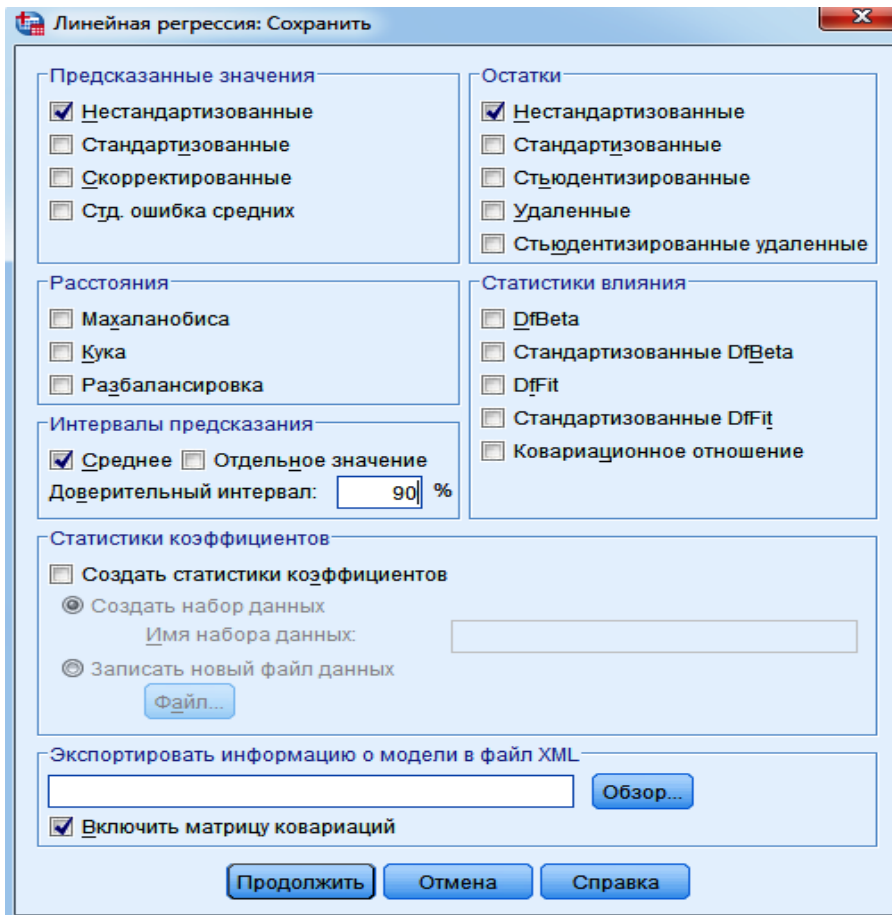 Линейная регрессия: Сохранить
Предсказанные значения
Нестандартизованные
Стандартизованные
Скорректированные
Стд. ошибка средних
Остатки
Нестандартизованные
Стандартизованные
Стьюдентизированные
Удаленные
Стьюдентизированные удаленные
Расстояния
Махаланобиса
Кука
Разбалансировка
Статистики влияния
DfBeta
Стандартизованные DfBeta
DfFit
Стандартизованные DfFit
Ковариационное отношение
Интервалы предсказания
Среднее Отдельное значение
Доверительный интервал: 90 %
Статистики коэффициентов
Создать статистики коэффициентов
Создать набор данных
Имя набора данных:
Записать новый файл данных
Файл...
Экспортировать информацию о модели в файл XML
Обзор...
Включить матрицу ковариаций
Продолжить Отмена Справка